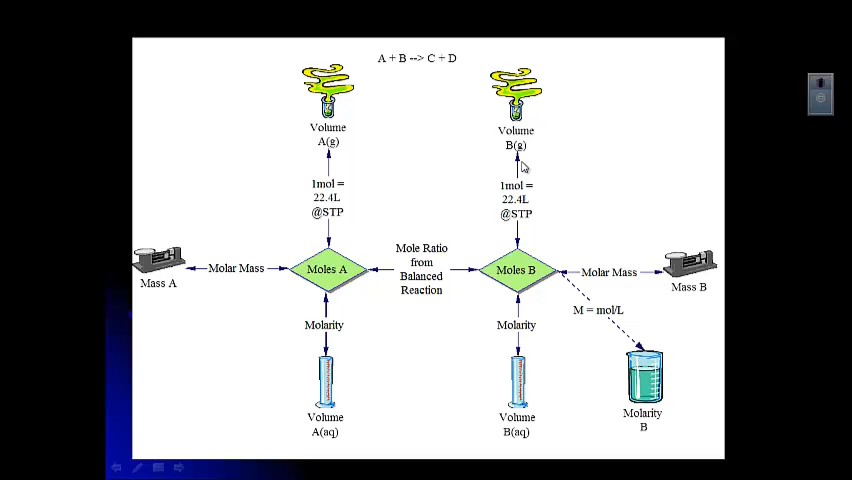 A + B --> C + D
Volume
A(g)
Volume
B(g)
1mol =
22.4L
@STP
1mol =
22.4L
@STP
Mass A
Molar Mass
Moles A
Mole Ratio
from
Balanced
Reaction
Moles B
Molar Mass
Mass B
Molarity
Molarity
M = mol/L
Volume
A(aq)
Volume
B(aq)
Molarity
B